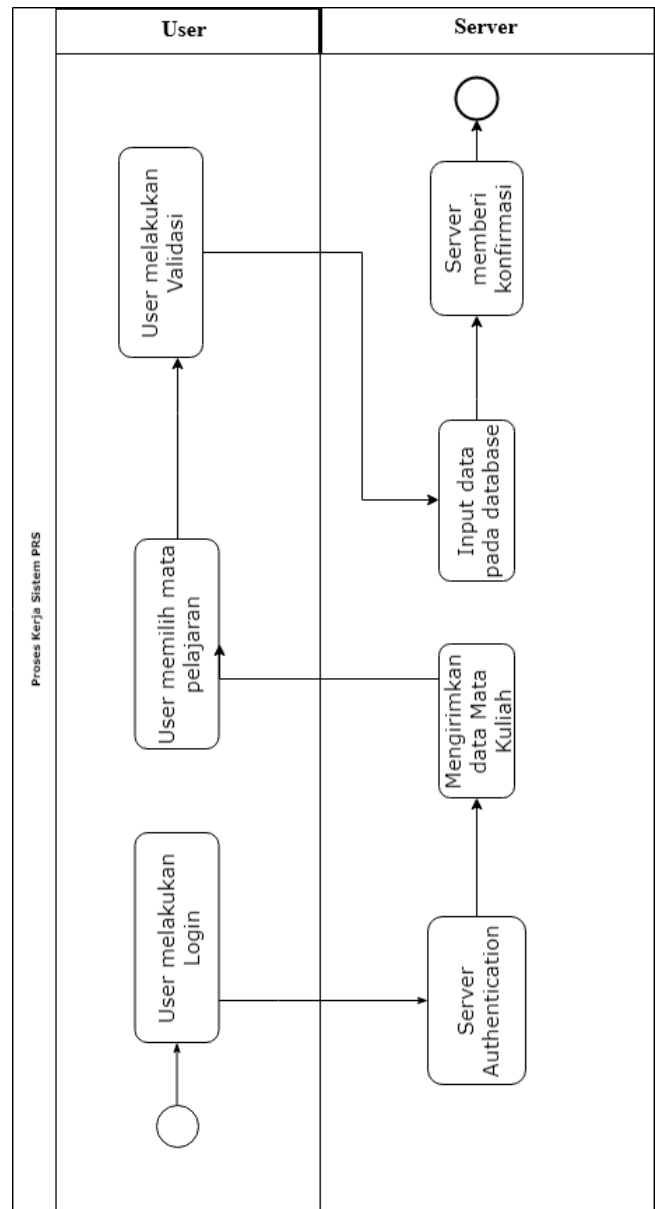 Proses Kerja Sistem PRS
User
Server
User melakukan
Login
Server
Authentication
Mengirimkan
data Mata
Kuliah
User memilih mata
pelajaran
User melakukan
Validasi
Input data
pada database
Server
memberi
konfirmasi